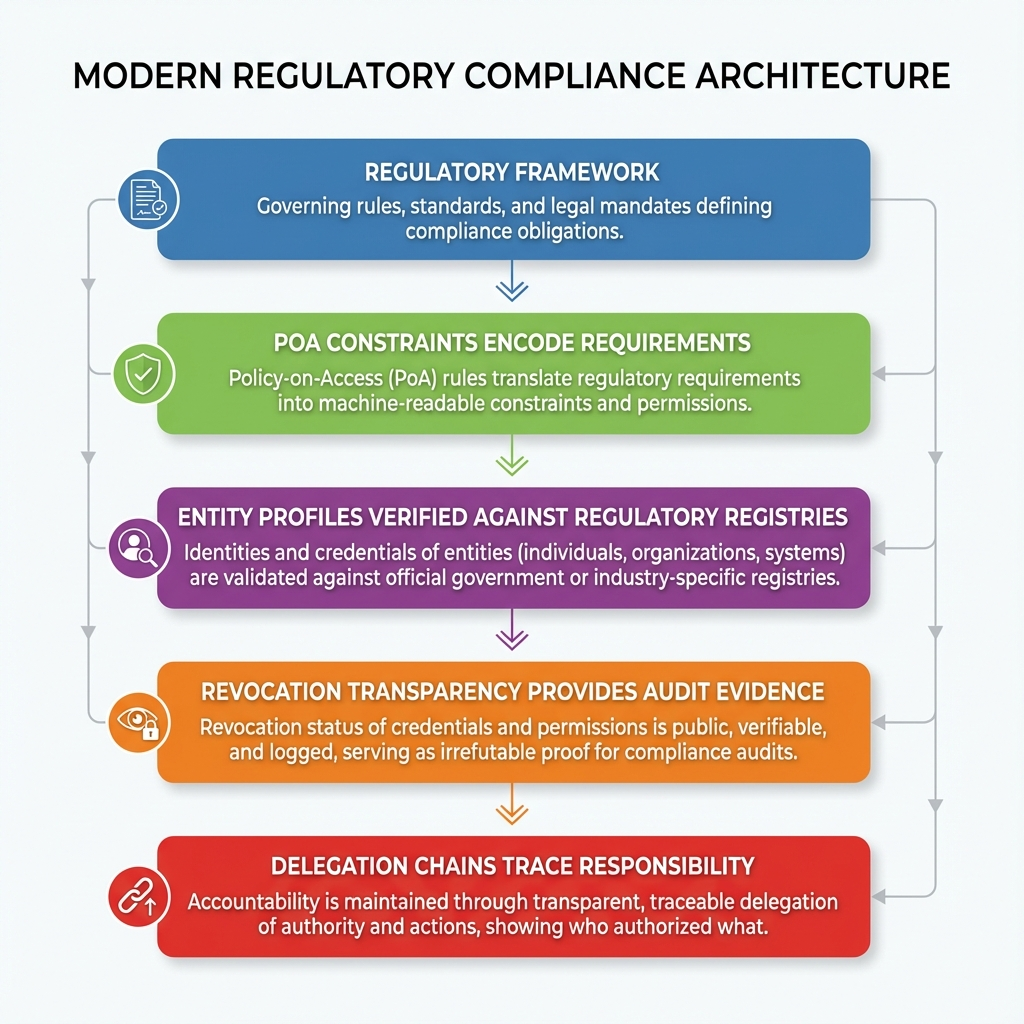 MODERN REGULATORY COMPLIANCE ARCHITECTURE
REGULATORY FRAMEWORK
Governing rules, standards, and legal mandates defining
compliance obligations.
POA CONSTRAINTS ENCODE REQUIREMENTS
Policy-on-Access (PoA) rules translate regulatory requirements
into machine-readable constraints and permissions.
ENTITY PROFILES VERIFIED AGAINST REGULATORY REGISTRIES
Identities and credentials of entities (individuals, organizations, systems)
are validated against official government or industry-specific registries.
REVOCATION TRANSPARENCY PROVIDES AUDIT EVIDENCE
Revocation status of credentials and permissions is public, verifiable,
and logged, serving as irrefutable proof for compliance audits.
DELEGATION CHAINS TRACE RESPONSIBILITY
Accountability is maintained through transparent, traceable delegation
of authority and actions, showing who authorized what.